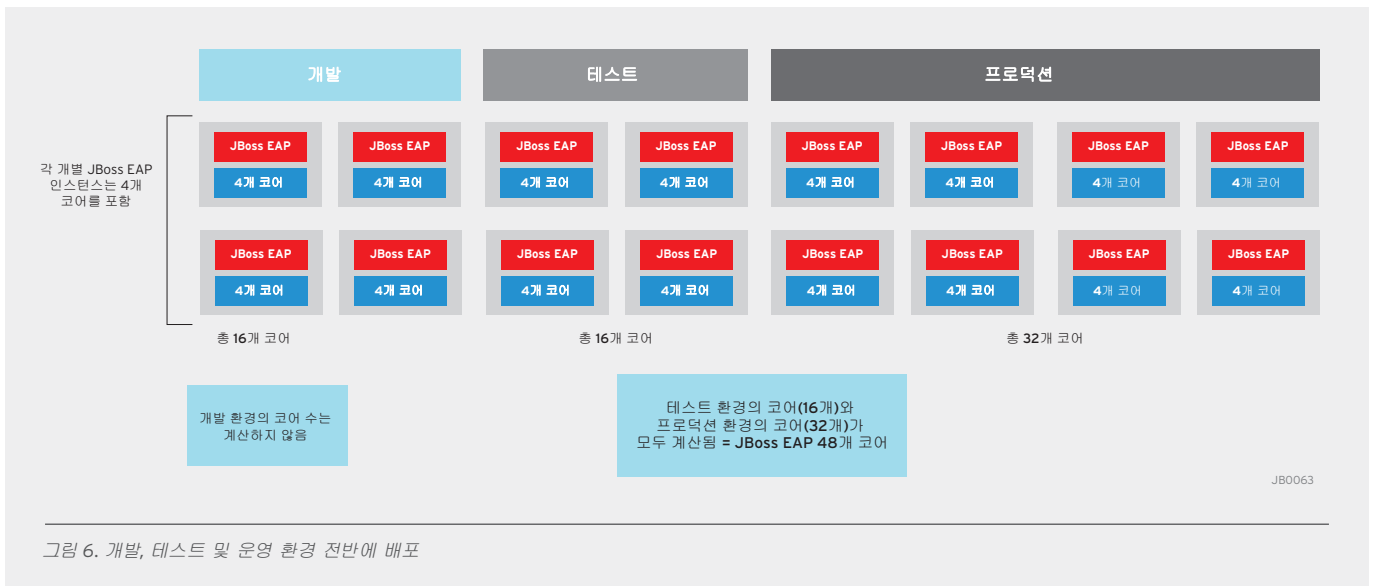 개발
테스트
프로덕션
각 개별 JBoss EAP
인스턴스는 4개
코어를 포함
JBoss EAP
JBoss EAP
JBoss EAP
JBoss EAP
JBoss EAP
JBoss EAP
JBoss EAP
JBoss EAP
4개 코어
4개 코어
4개 코어
4개 코어
4개 코어
4개 코어
4개 코어
4개 코어
JBoss EAP
JBoss EAP
JBoss EAP
JBoss EAP
JBoss EAP
JBoss EAP
JBoss EAP
JBoss EAP
4개 코어
4개 코어
4개 코어
4개 코어
4개 코어
4개 코어
4개 코어
4개 코어
총 16개 코어
총 16개 코어
총 32개 코어
개발 환경의 코어 수는
계산하지 않음
테스트 환경의 코어(16개)와
프로덕션 환경의 코어(32개)가
모두 계산됨 = JBoss EAP 48개 코어
JB0063
그림 6. 개발, 테스트 및 운영 환경 전반에 배포